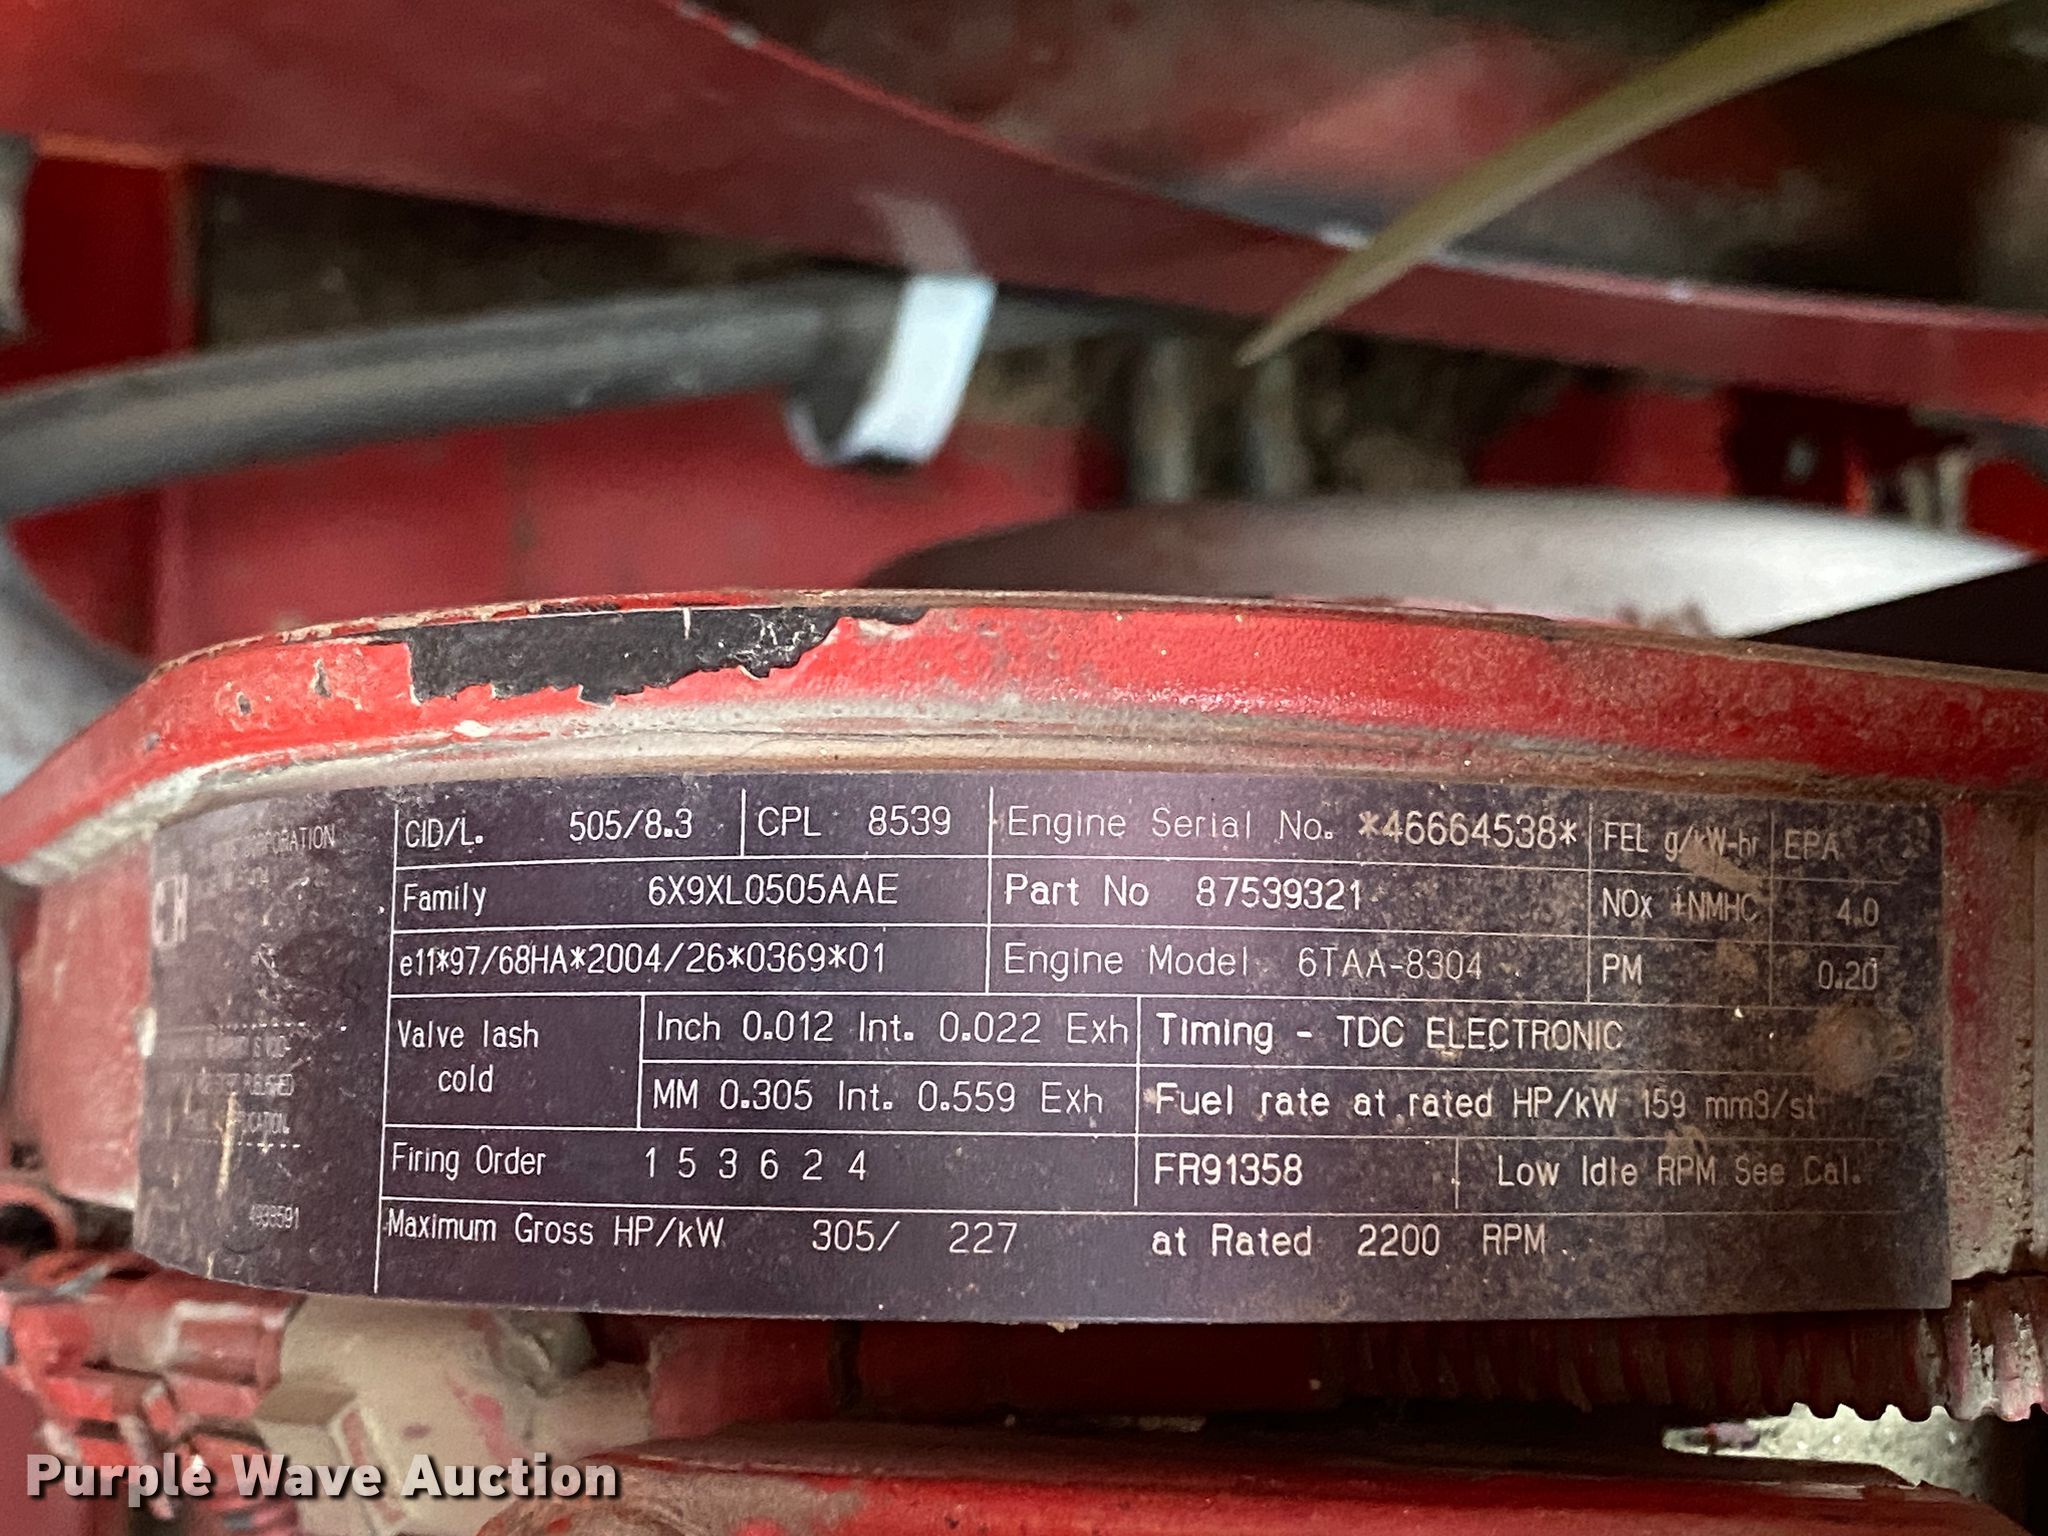 CORPORATION
CID/L. 505/8.3 CPL 8539 Engine Serial No. *46664538* FEL g/kW-hr EPA
Family 6X9XL0505AAE Part No 87539321 NOx +NMHC 4.0
e11*97/68HA*2004/26*0369*01 Engine Model 6TAA-8304 PM 0.20
Valve lash cold Inch 0.012 Int. 0.022 Exh Timing - TDC ELECTRONIC
MM 0.305 Int. 0.559 Exh Fuel rate at rated HP/kW 159 mm3/st
Firing Order 1 5 3 6 2 4 FR91358 Low Idle RPM See Cal.
4938591
Maximum Gross HP/kW 305/ 227 at Rated 2200 RPM.
Purple Wave Auction